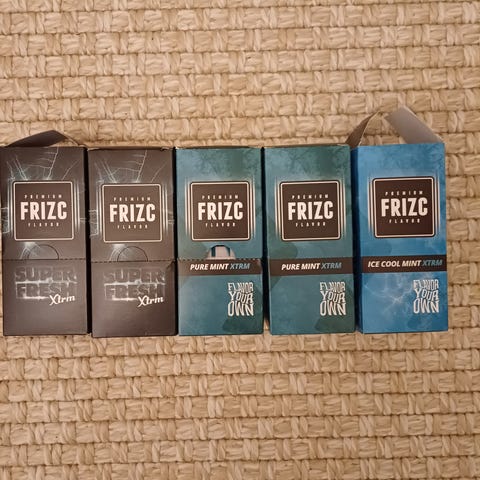 PREMIUM
FRIZC
FLAVOR
SUPER
FRESH
Xtrm
PREMIUM
FRIZC
FLAVOR
SUPER
FRESH
Xtrm
PREMIUM
FRIZC
FLAVOR
PURE MINT XTRM
FLAVOR
YOUR
OWN
PREMIUM
FRIZC
FLAVOR
PURE MINT XTRM
FLAVOR
YOUR
OWN
PREMIUM
FRIZC
FLAVOR
ICE COOL MINT XTRM
FLAVOR
YOUR
OWN